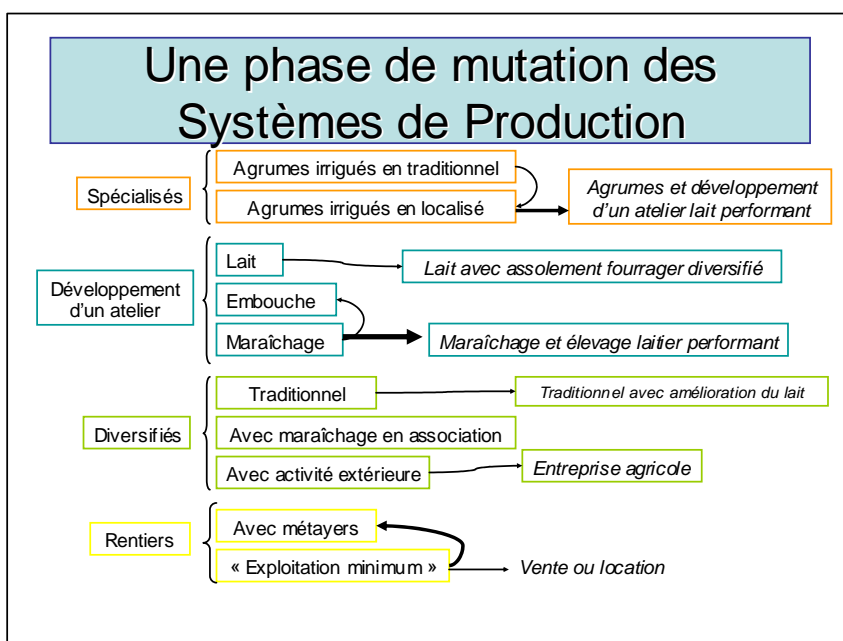 Une phase de mutation des
Systèmes de Production
Spécialisés
Agrumes irrigués en traditionnel
Agrumes irrigués en localisé
Agrumes et développement
d'un atelier lait performant
Développement
d'un atelier
Lait
Lait avec assolement fourrager diversifié
Embouche
Maraîchage
Maraîchage et élevage laitier performant
Diversifiés
Traditionnel
Traditionnel avec amélioration du lait
Avec maraîchage en association
Avec activité extérieure
Entreprise agricole
Rentiers
Avec métayers
« Exploitation minimum »
Vente ou location